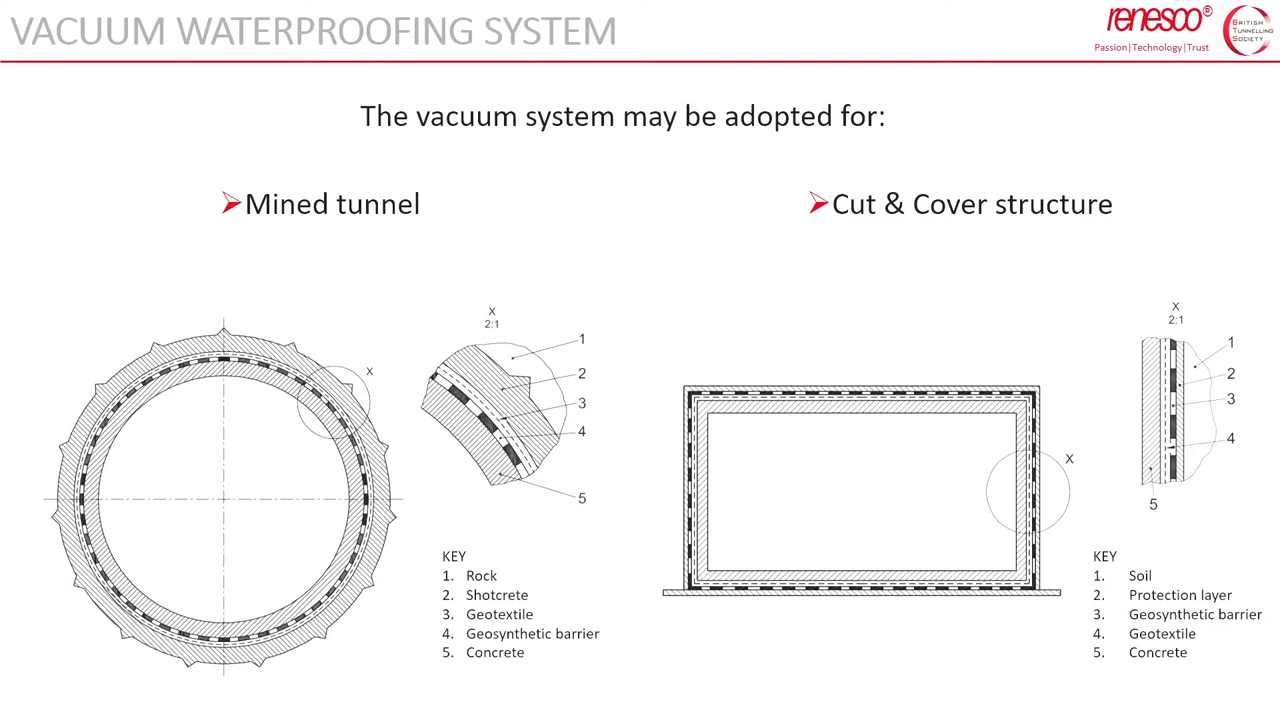 VACUUM WATERPROOFING SYSTEM
renesco®
Passion|Technology|Trust
BRITISH
TUNNELLING
SOCIETY
The vacuum system may be adopted for:
Mined tunnel
Cut & Cover structure
X
X
2:1
1
2
3
4
5
KEY
1. Rock
2. Shotcrete
3. Geotextile
4. Geosynthetic barrier
5. Concrete
X
X
2:1
1
2
3
4
5
KEY
1. Soil
2. Protection layer
3. Geosynthetic barrier
4. Geotextile
5. Concrete